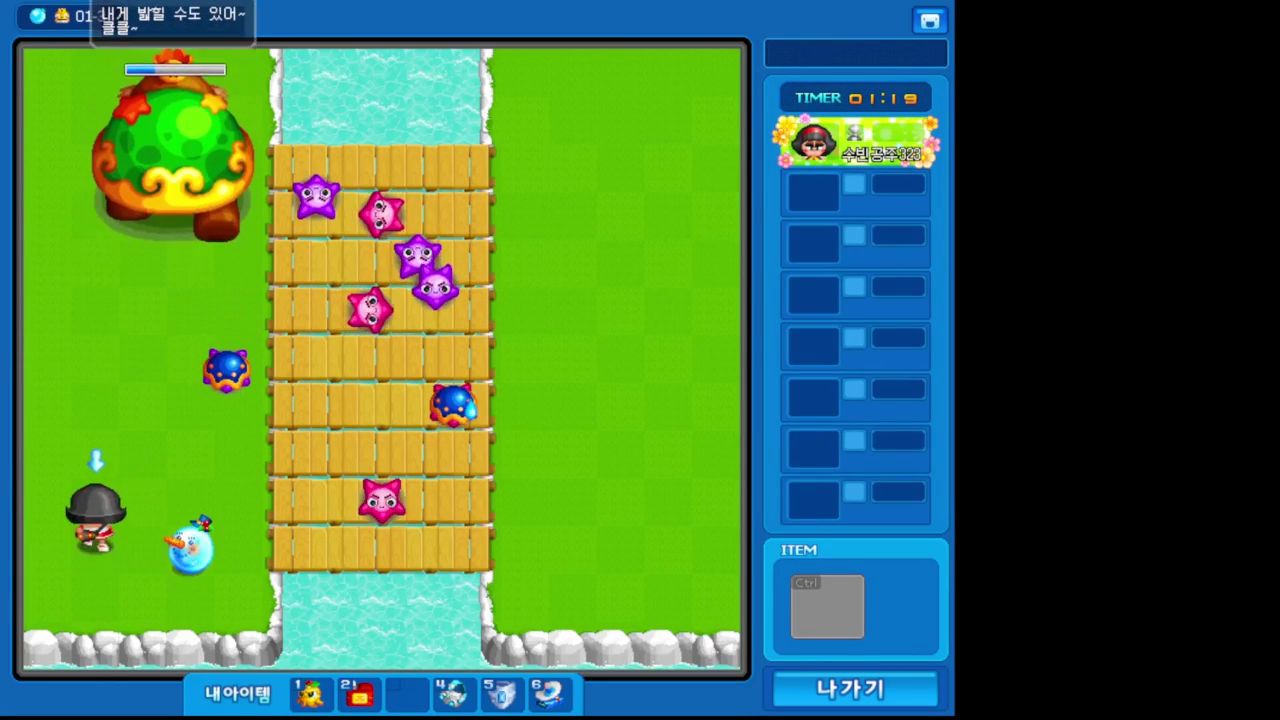 01-
내게 밟힐 수도 있어~
클클~
TIMER 01:19
수빈공주323
ITEM
Ctrl
내아이템
1
2
4
5
6
나가기